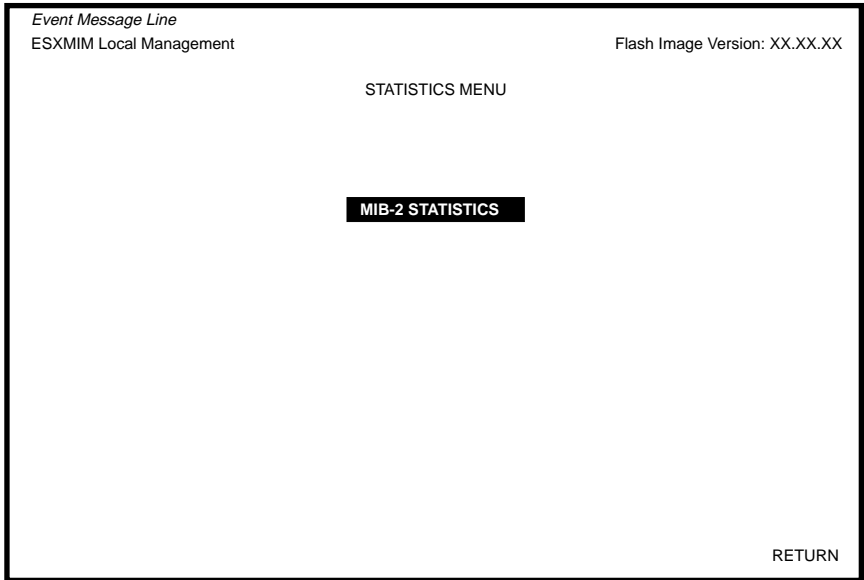 Event Message Line
ESXMIM Local Management Flash Image Version: XX.XX.XX
STATISTICS MENU
MIB-2 STATISTICS
RETURN